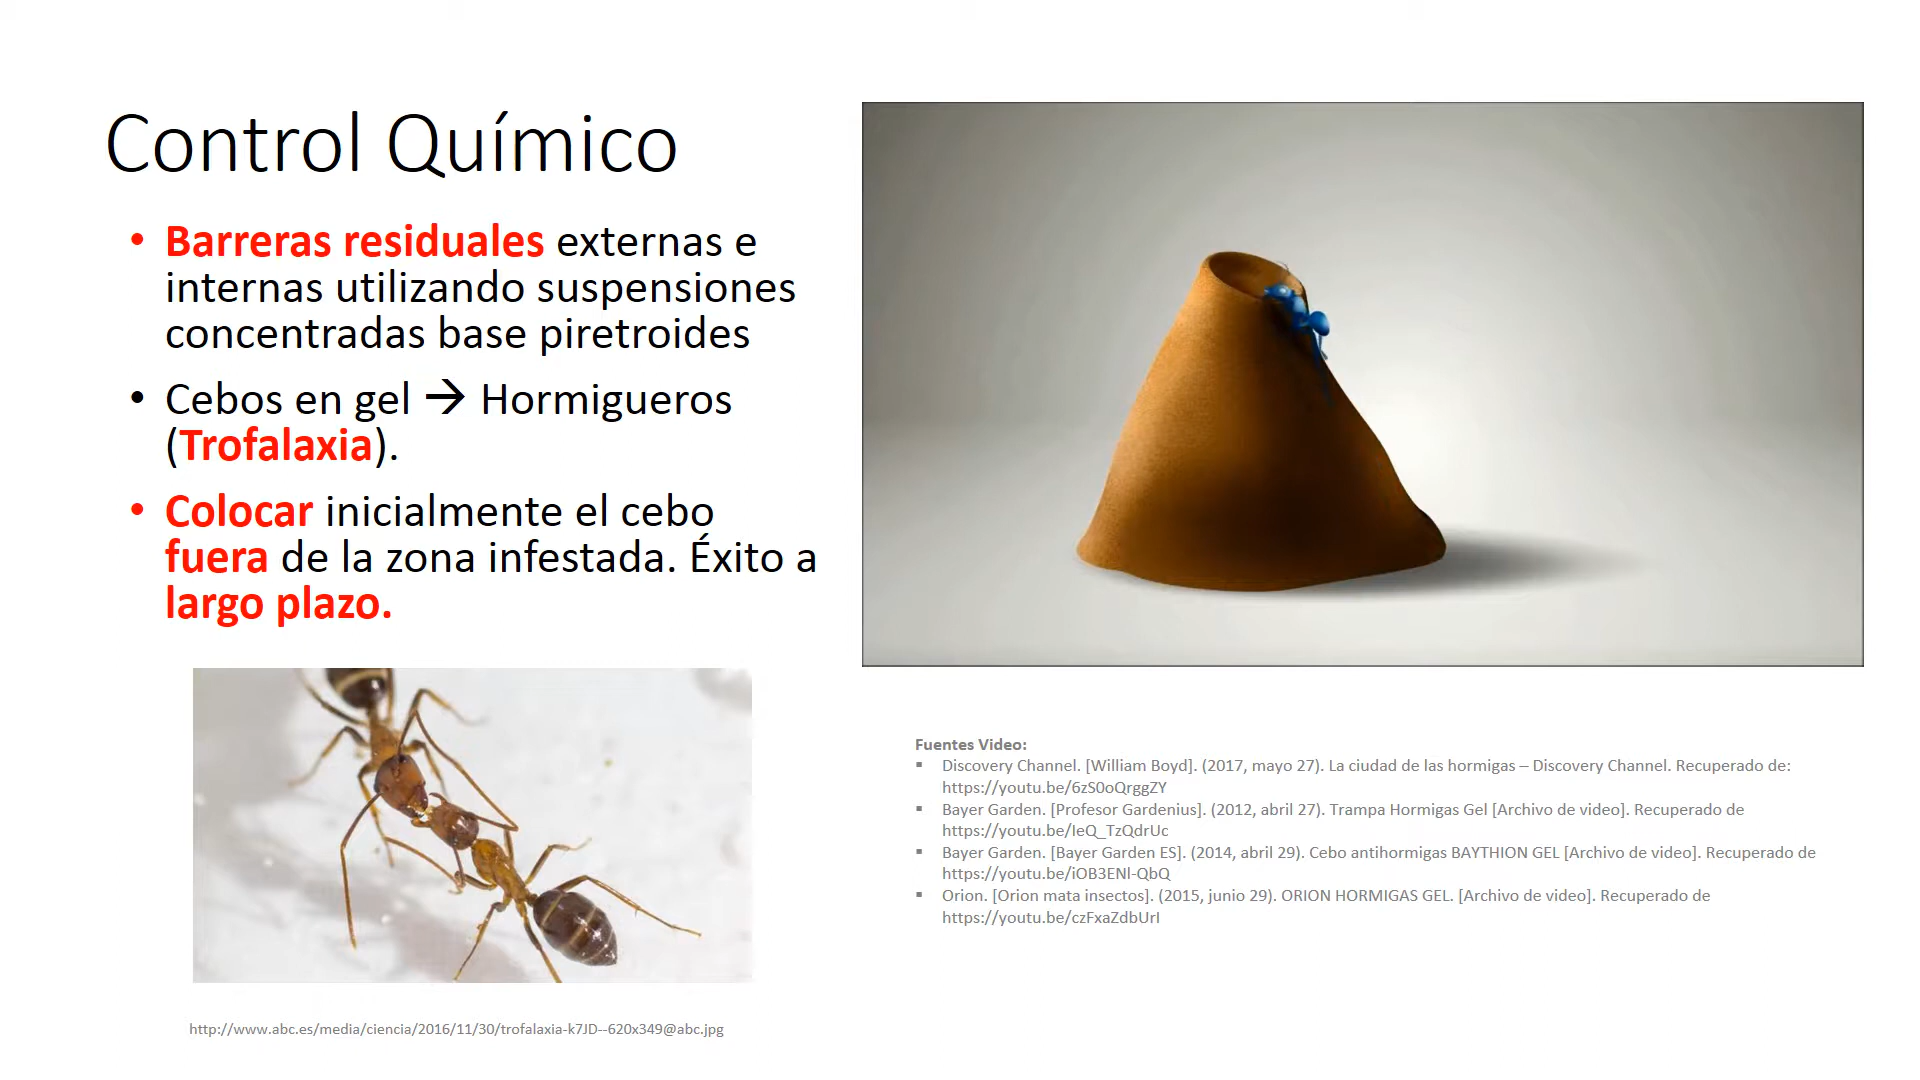 Control Químico
• Barreras residuales externas e
internas utilizando suspensiones
concentradas base piretroides
• Cebos en gel → Hormigueros
(Trofalaxia).
• Colocar inicialmente el cebo
fuera de la zona infestada. Éxito a
largo plazo.
http://www.abc.es/media/ciencia/2016/11/30/trofalaxia-k7JD--620x349@abc.jpg
Fuentes Video:
▪ Discovery Channel. [William Boyd]. (2017, mayo 27). La ciudad de las hormigas – Discovery Channel. Recuperado de:
https://youtu.be/6zS0oQrggZY
▪ Bayer Garden. [Profesor Gardenius]. (2012, abril 27). Trampa Hormigas Gel [Archivo de video]. Recuperado de
https://youtu.be/IeQ_TzQdrUc
▪ Bayer Garden. [Bayer Garden ES]. (2014, abril 29). Cebo antihormigas BAYTHION GEL [Archivo de video]. Recuperado de
https://youtu.be/iOB3ENl-QbQ
▪ Orion. [Orion mata insectos]. (2015, junio 29). ORION HORMIGAS GEL. [Archivo de video]. Recuperado de
https://youtu.be/czFxaZdbUrI